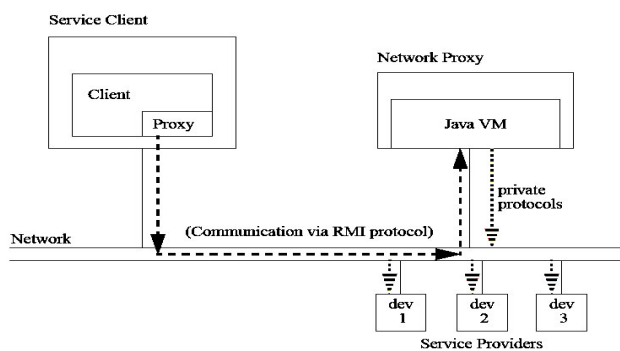 Service Client
Client
Proxy
Network Proxy
Java VM
private
protocols
(Communication via RMI protocol)
Network
dev
1
dev
2
dev
3
Service Providers